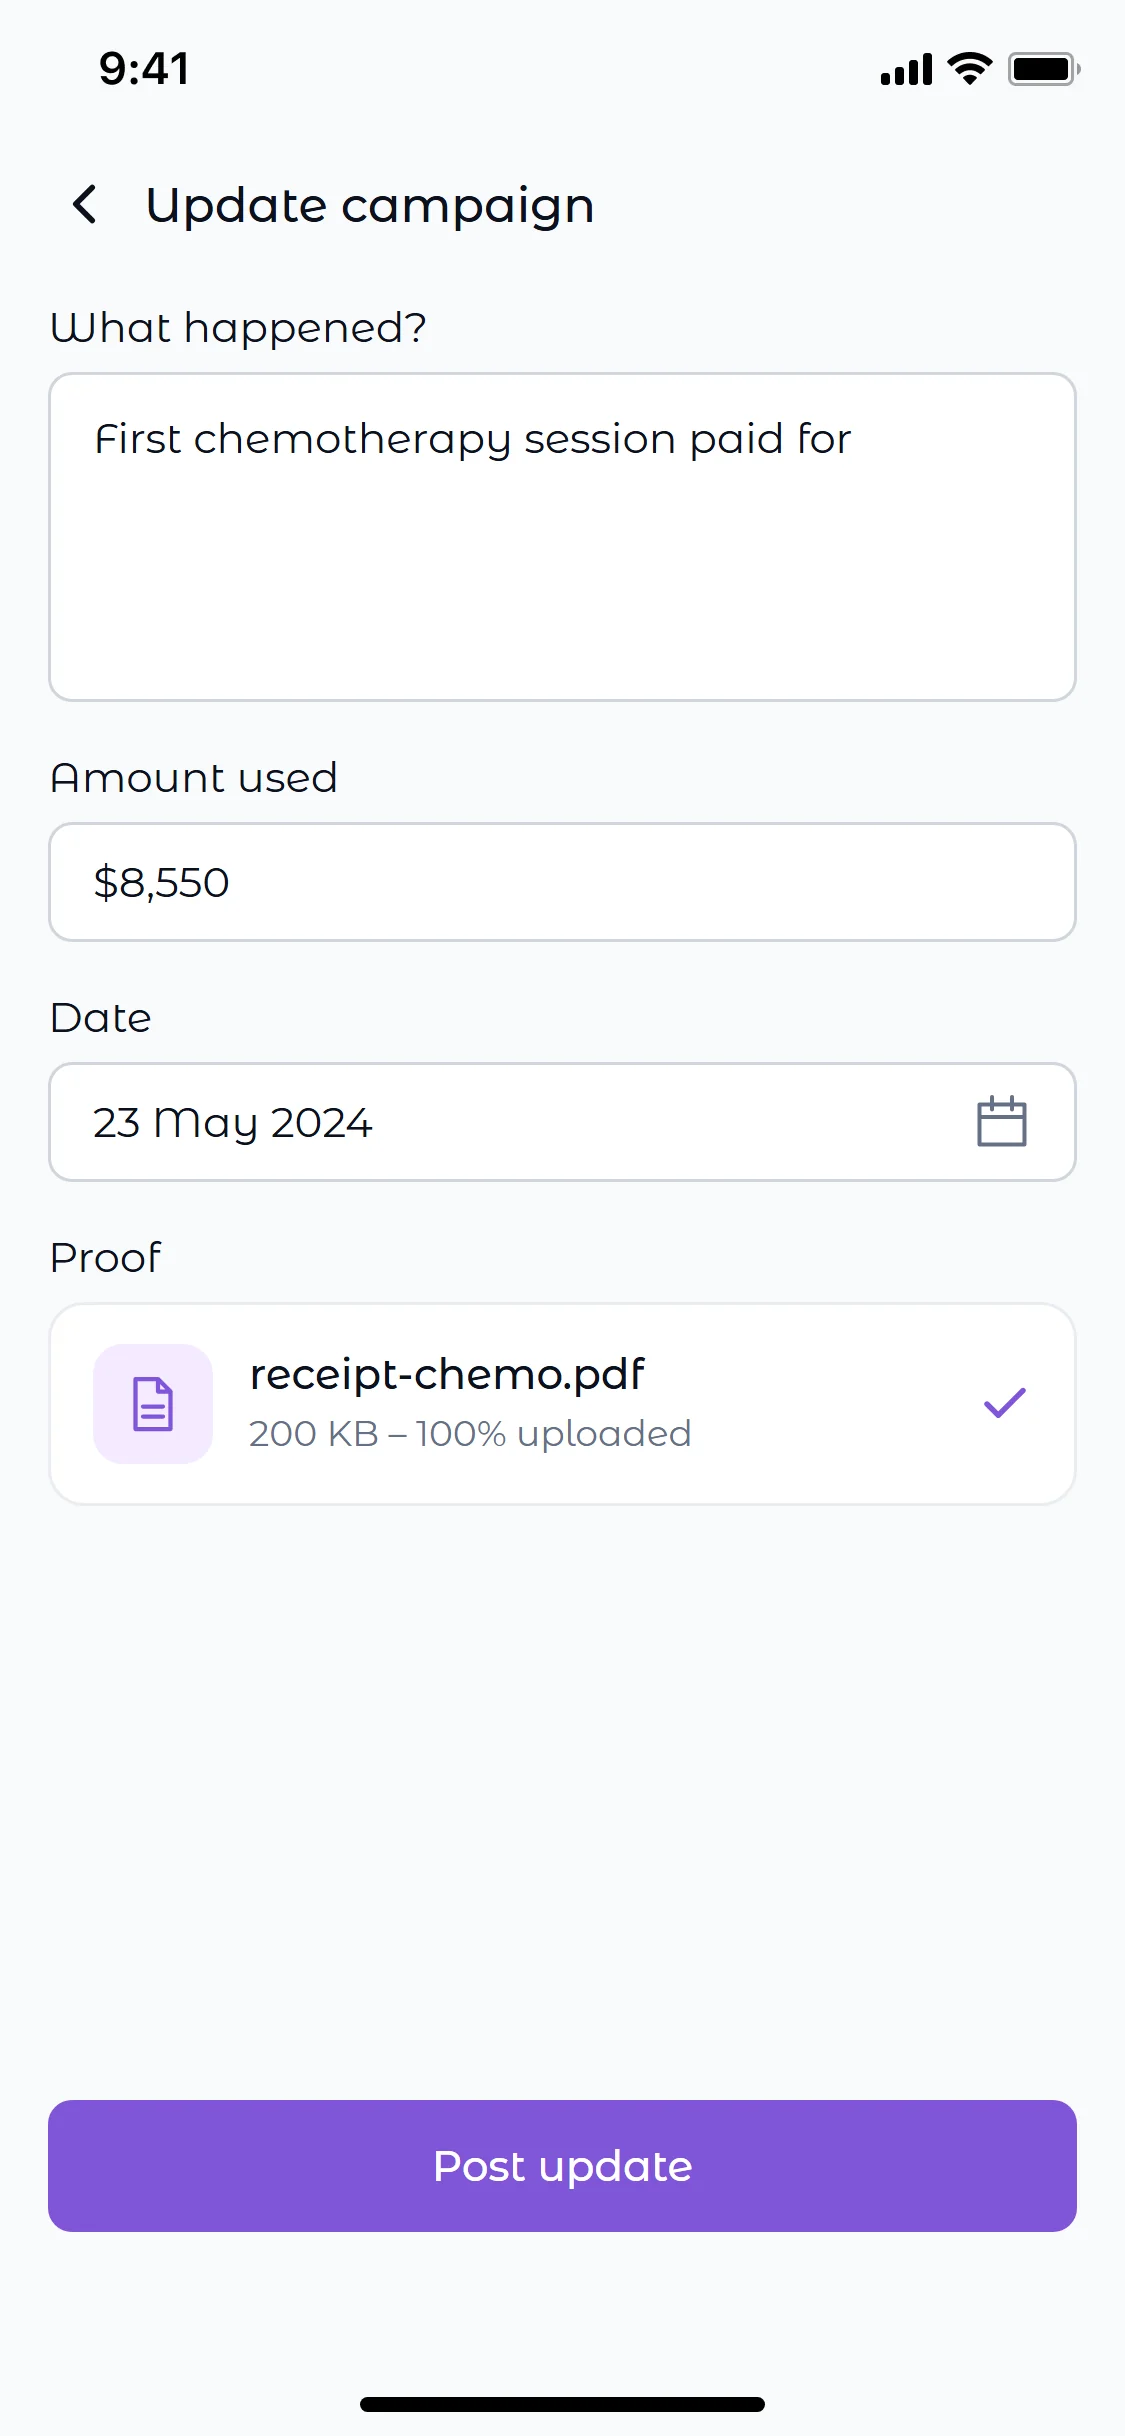 9:41
Update campaign
What happened?
First chemotherapy session paid for
Amount used
$8,550
Date
23 May 2024
Proof
receipt-chemo.pdf
200 KB – 100% uploaded
Post update